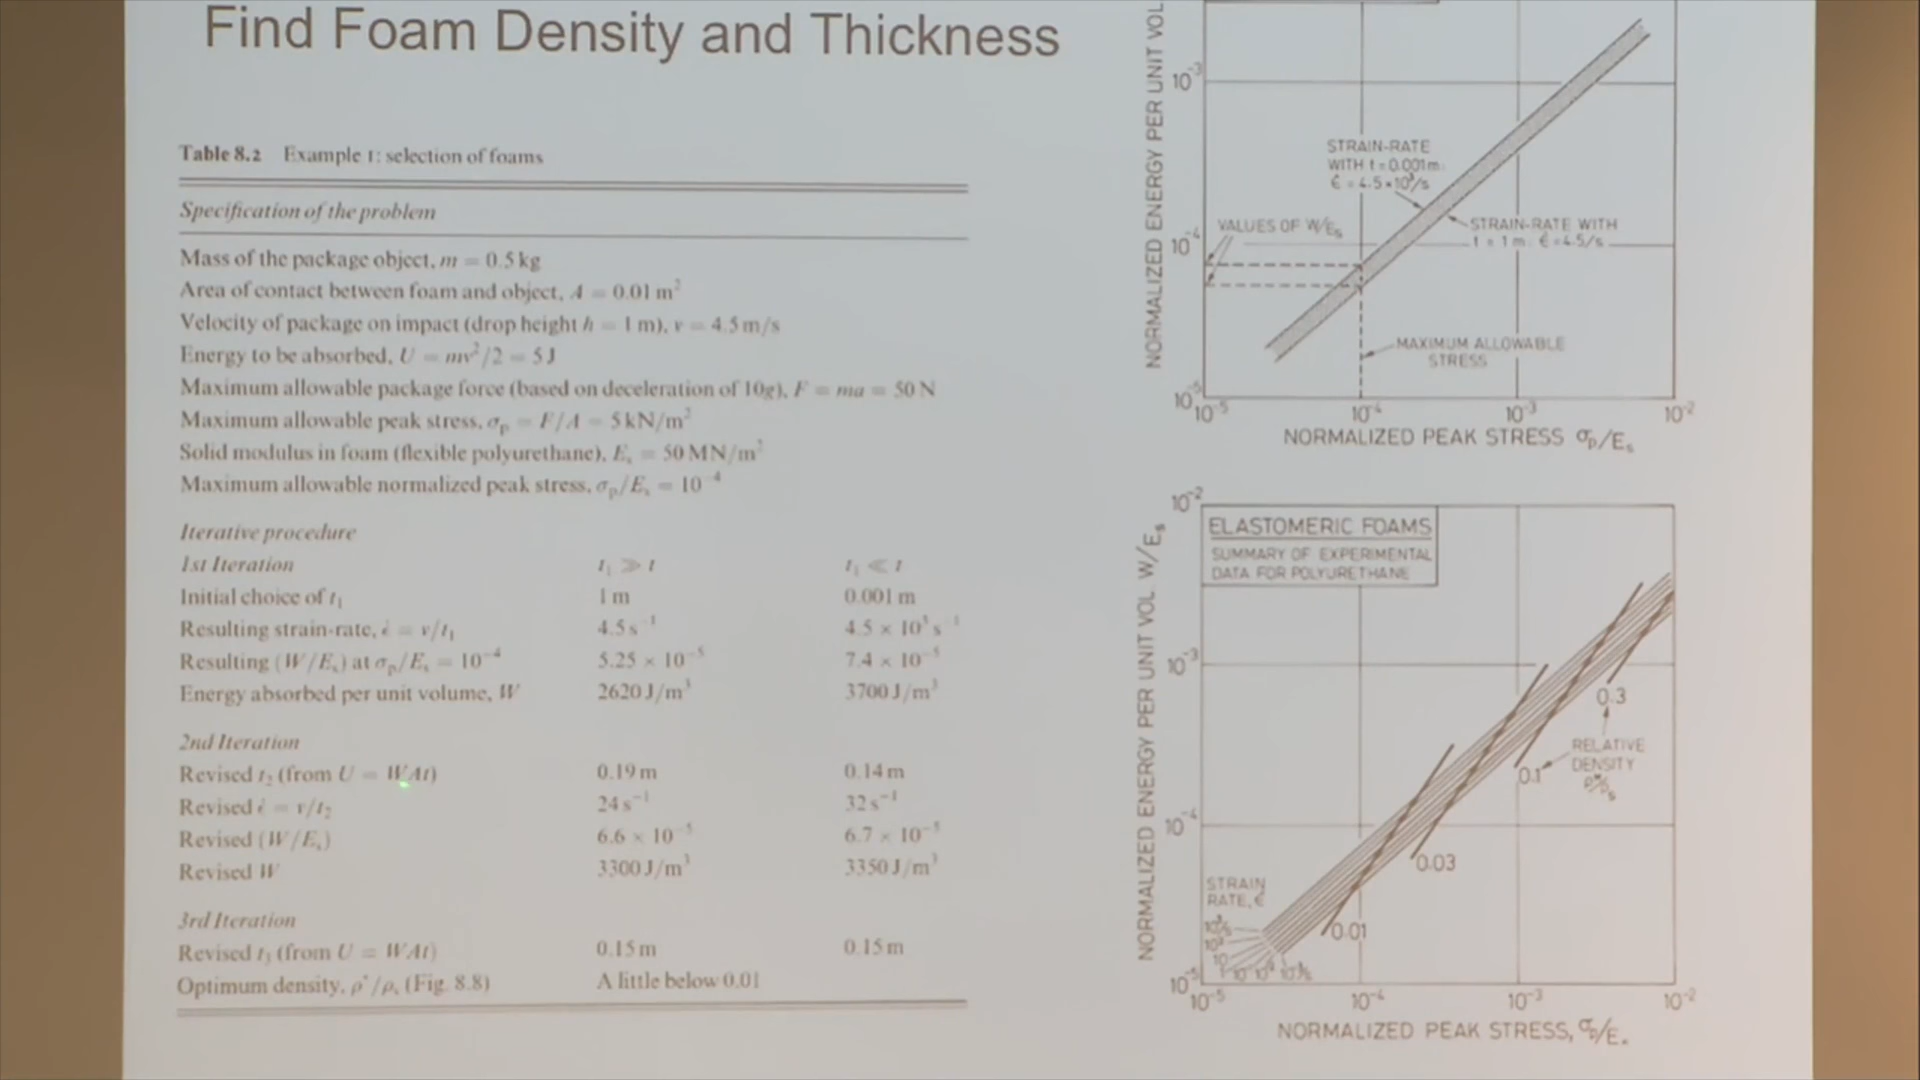 Find Foam Density and Thickness
Table 8.2 Example 1: selection of foams
Specification of the problem
Mass of the package object, m = 0.5 kg
Area of contact between foam and object, A = 0.01 m²
Velocity of package on impact (drop height h = 1 m), v = 4.5 m/s
Energy to be absorbed, U = mv²/2 = 5 J
Maximum allowable package force (based on deceleration of 10g), F = ma = 50 N
Maximum allowable peak stress, σp = F/A = 5 kN/m²
Solid modulus in foam (flexible polyurethane), Es = 50 MN/m²
Maximum allowable normalized peak stress, σp/Es = 10⁻⁴
Iterative procedure
1st Iteration t₁ ≫ t t₁ ≪ t
Initial choice of t₁ 1 m 0.001 m
Resulting strain-rate, ε̇ = v/t₁ 4.5 s⁻¹ 4.5 × 10³ s⁻¹
Resulting (W/Es) at σp/Es = 10⁻⁴ 5.25 × 10⁻⁵ 7.4 × 10⁻⁵
Energy absorbed per unit volume, W 2620 J/m³ 3700 J/m³
2nd Iteration
Revised t₂ (from U = WAt) 0.19 m 0.14 m
Revised ε̇ = v/t₂ 24 s⁻¹ 32 s⁻¹
Revised (W/Es) 6.6 × 10⁻⁵ 6.7 × 10⁻⁵
Revised W 3300 J/m³ 3350 J/m³
3rd Iteration
Revised t₃ (from U = WAt) 0.15 m 0.15 m
Optimum density, ρ*/ρs (Fig. 8.8) A little below 0.01
NORMALIZED ENERGY PER UNIT VOL
10⁻³
10⁻⁴
10⁻⁵
STRAIN-RATE
WITH t = 0.001m
ε̇ = 4.5×10³/s
VALUES OF W/Es
STRAIN-RATE WITH
t = 1m ε̇ = 4.5/s
MAXIMUM ALLOWABLE
STRESS
10⁻⁵ 10⁻⁴ 10⁻³ 10⁻²
NORMALIZED PEAK STRESS σp/Es
NORMALIZED ENERGY PER UNIT VOL W/Es
10⁻²
ELASTOMERIC FOAMS
SUMMARY OF EXPERIMENTAL
DATA FOR POLYURETHANE
10⁻³
0.3
RELATIVE
DENSITY
0.1
10⁻⁴
0.03
STRAIN
RATE, ε̇
0.01
10⁻⁵
10⁻⁵ 10⁻⁴ 10⁻³ 10⁻²
NORMALIZED PEAK STRESS, σp/E